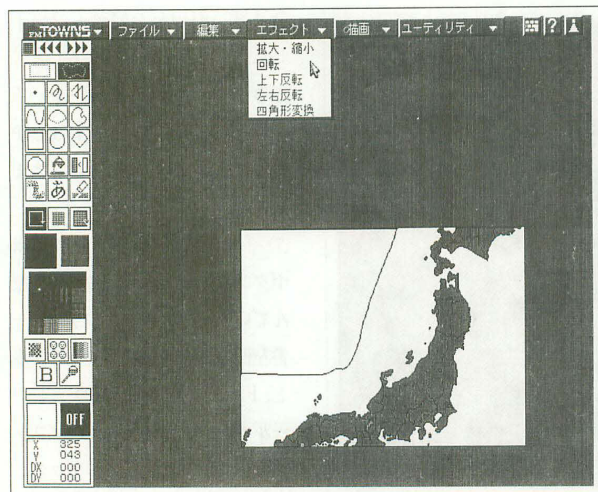 FM TOWNS ファイル 編集 エフェクト 描画 ユーティリティ ?
拡大・縮小
回転
上下反転
左右反転
四角形変換
あ
B
OFF
X 325
Y 043
DX 000
DY 000